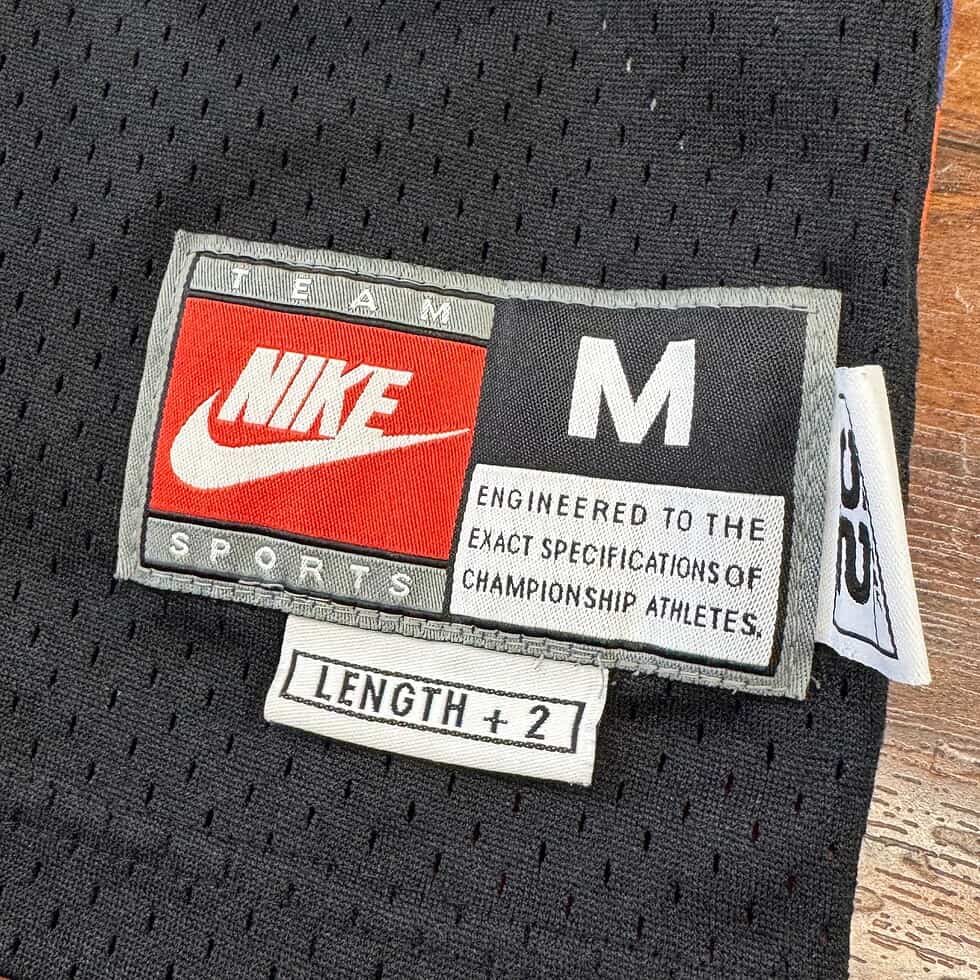 TEAM
NIKE
SPORTS
M
ENGINEERED TO THE
EXACT SPECIFICATIONS OF
CHAMPIONSHIP ATHLETES.
LENGTH + 2